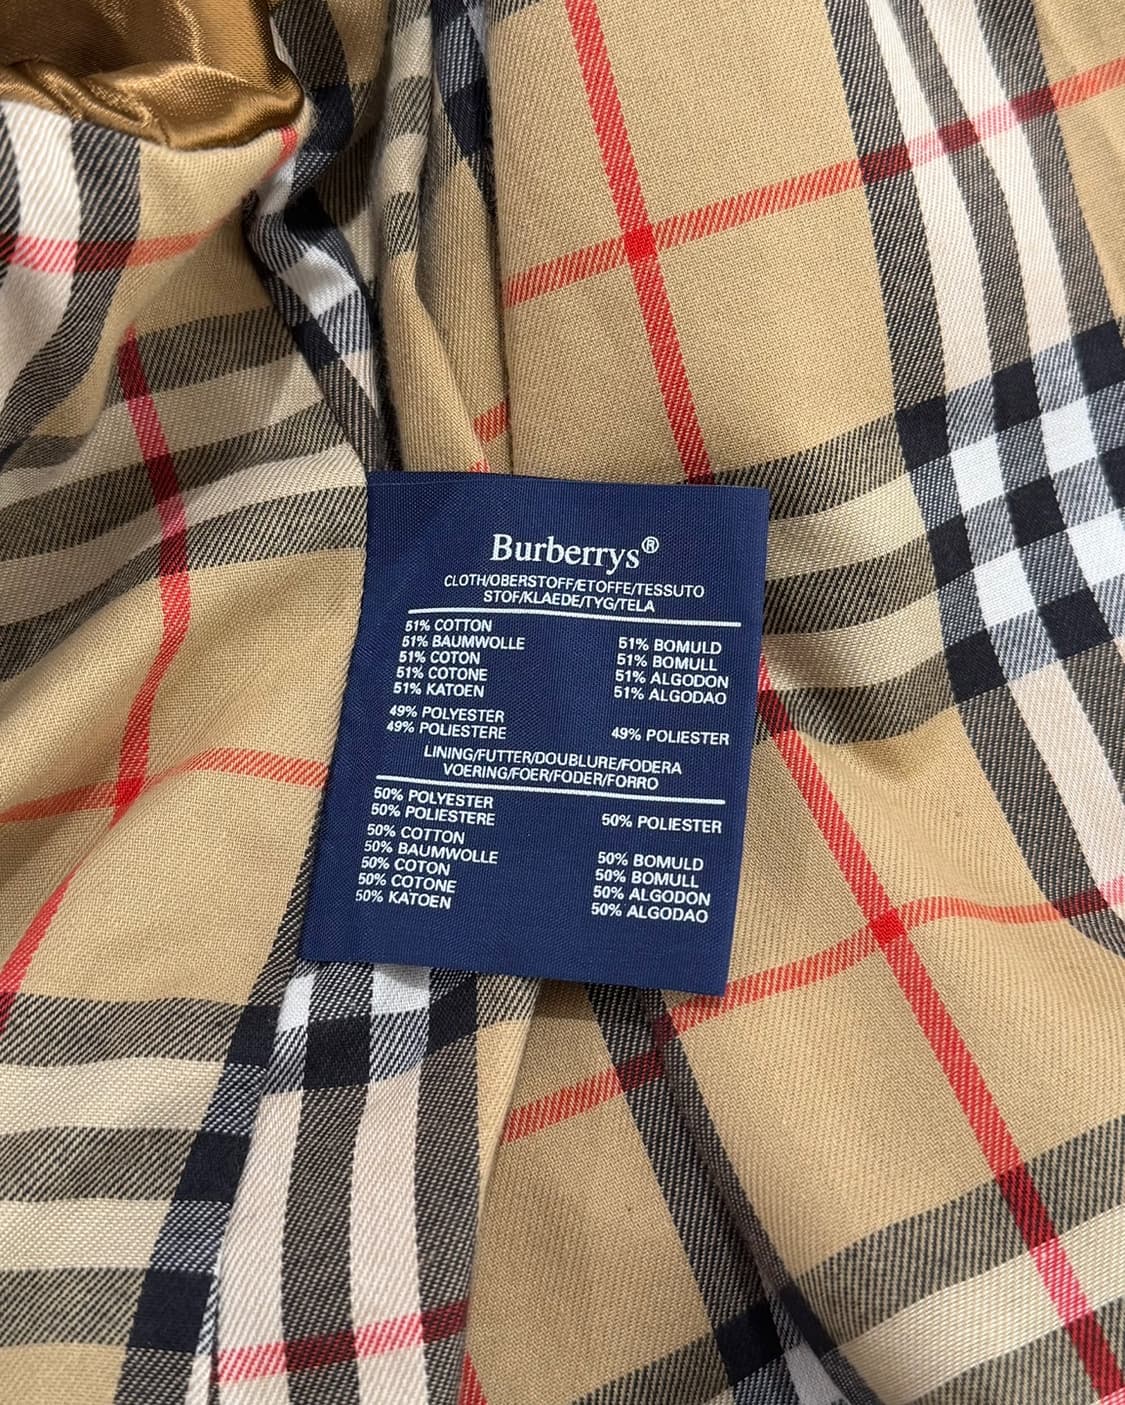 Burberrys®
CLOTH/OBERSTOFF/ETOFFE/TESSUTO
STOF/KLAEDE/TYG/TELA
51% COTTON
51% BAUMWOLLE
51% COTON
51% COTONE
51% KATOEN
51% BOMULD
51% BOMULL
51% ALGODON
51% ALGODAO
49% POLYESTER
49% POLIESTERE
49% POLIESTER
LINING/FUTTER/DOUBLURE/FODERA
VOERING/FOER/FODER/FORRO
50% POLYESTER
50% POLIESTERE
50% POLIESTER
50% COTTON
50% BAUMWOLLE
50% COTON
50% COTONE
50% KATOEN
50% BOMULD
50% BOMULL
50% ALGODON
50% ALGODAO